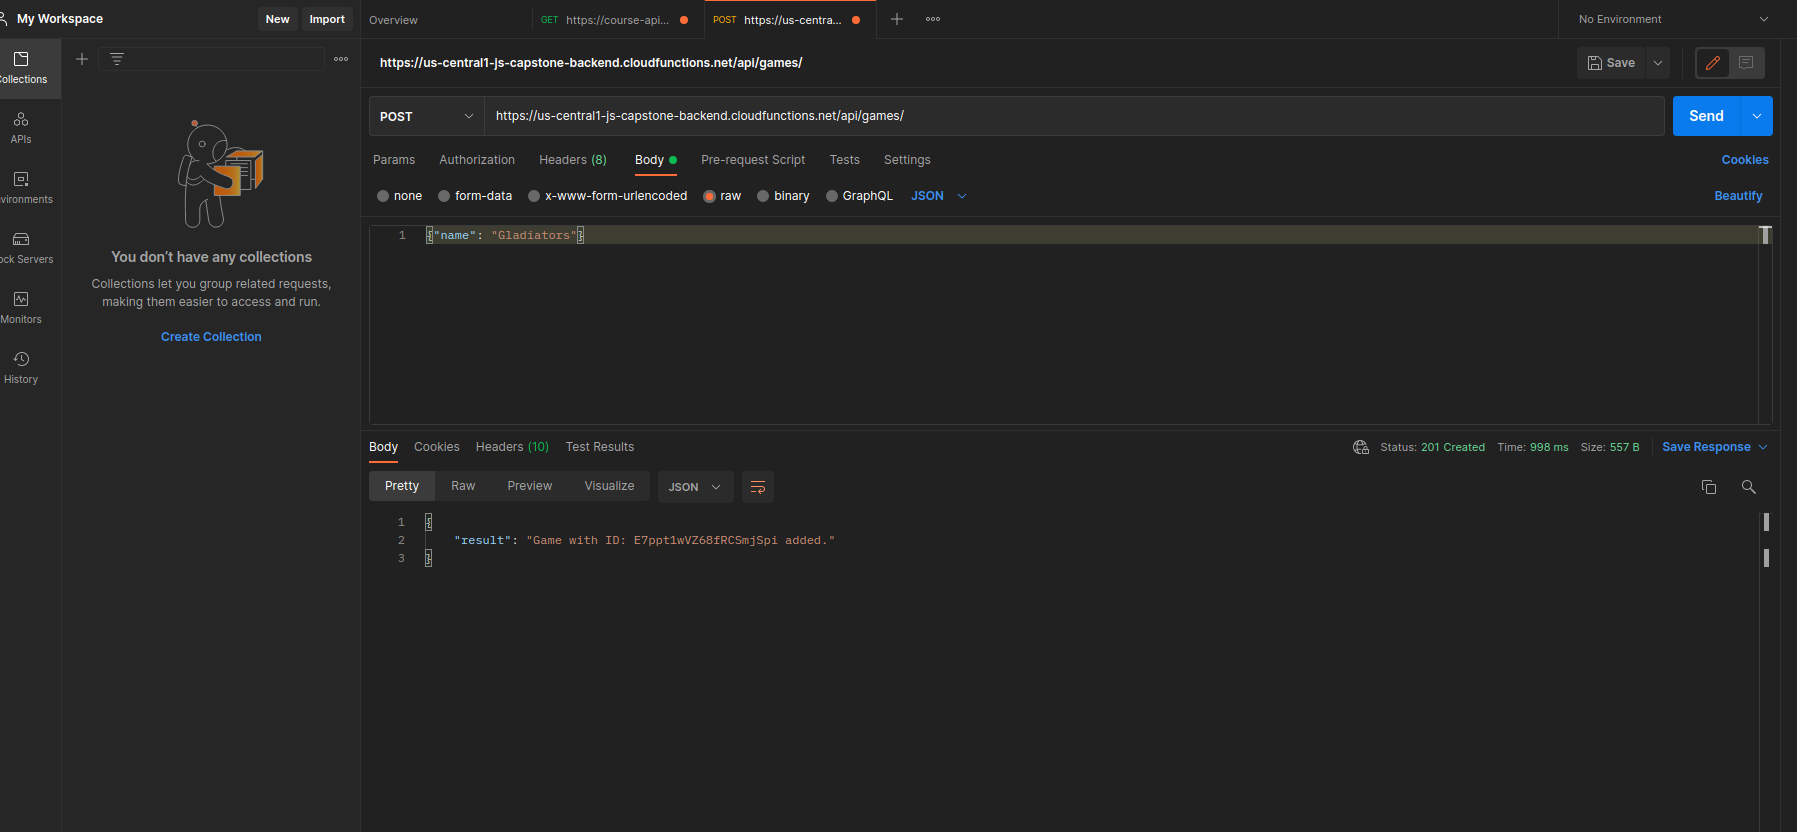 My Workspace
New
Import
Overview
GET https://course-api...
POST https://us-centra...
No Environment
https://us-central1-js-capstone-backend.cloudfunctions.net/api/games/
Save
POST
https://us-central1-js-capstone-backend.cloudfunctions.net/api/games/
Send
Params
Authorization
Headers (8)
Body
Pre-request Script
Tests
Settings
Cookies
none
form-data
x-www-form-urlencoded
raw
binary
GraphQL
JSON
Beautify
1 {"name": "Gladiators"}
ollections
APIs
vironments
ock Servers
Monitors
History
You don't have any collections
Collections let you group related requests,
making them easier to access and run.
Create Collection
Body
Cookies
Headers (10)
Test Results
Status: 201 Created
Time: 998 ms
Size: 557 B
Save Response
Pretty
Raw
Preview
Visualize
JSON
1 {
2 "result": "Game with ID: E7ppt1wVZ68fRCSmjSpi added."
3 }